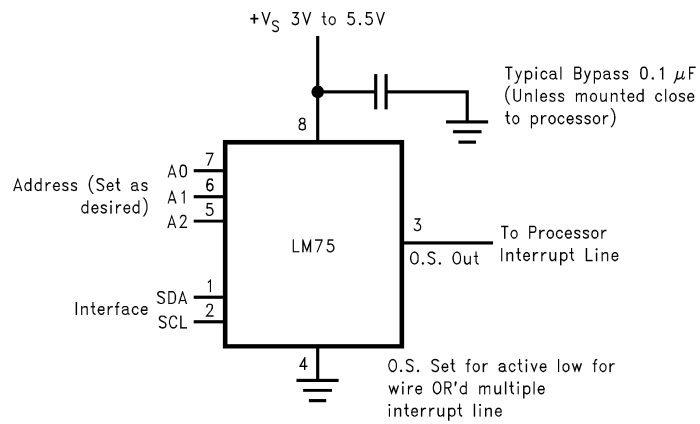 +VS 3V to 5.5V
Typical Bypass 0.1 μF
(Unless mounted close
to processor)
8
Address (Set as
desired)
A0 7
A1 6
A2 5
LM75
3
O.S. Out
To Processor
Interrupt Line
Interface
SDA 1
SCL 2
4
O.S. Set for active low for
wire OR'd multiple
interrupt line